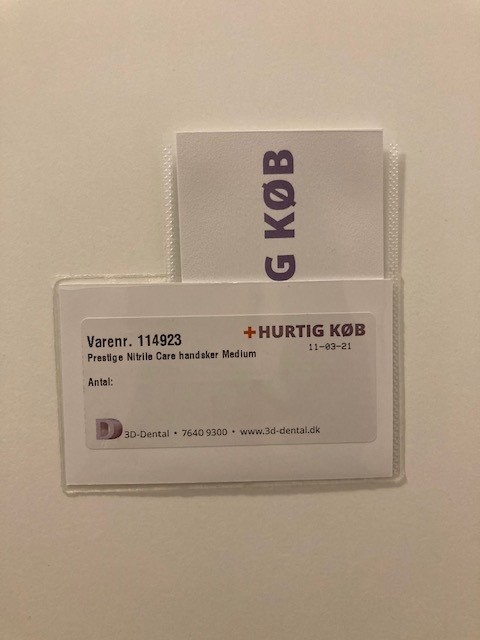 G KØB
+HURTIG KØB
Varenr. 114923
11-03-21
Prestige Nitrile Care handsker Medium
Antal:
3D-Dental • 7640 9300 • www.3d-dental.dk